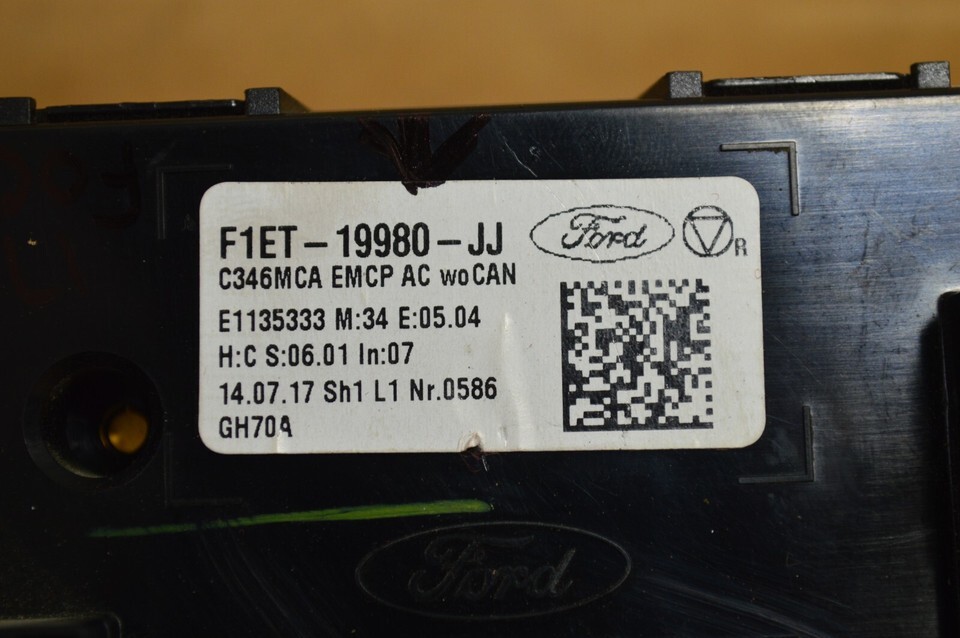 F1ET-19980-JJ
Ford
R
C346MCA EMCP AC woCAN
E1135333 M:34 E:05.04
H:C S:06.01 In:07
14.07.17 Sh1 L1 Nr.0586
GH70A
Ford